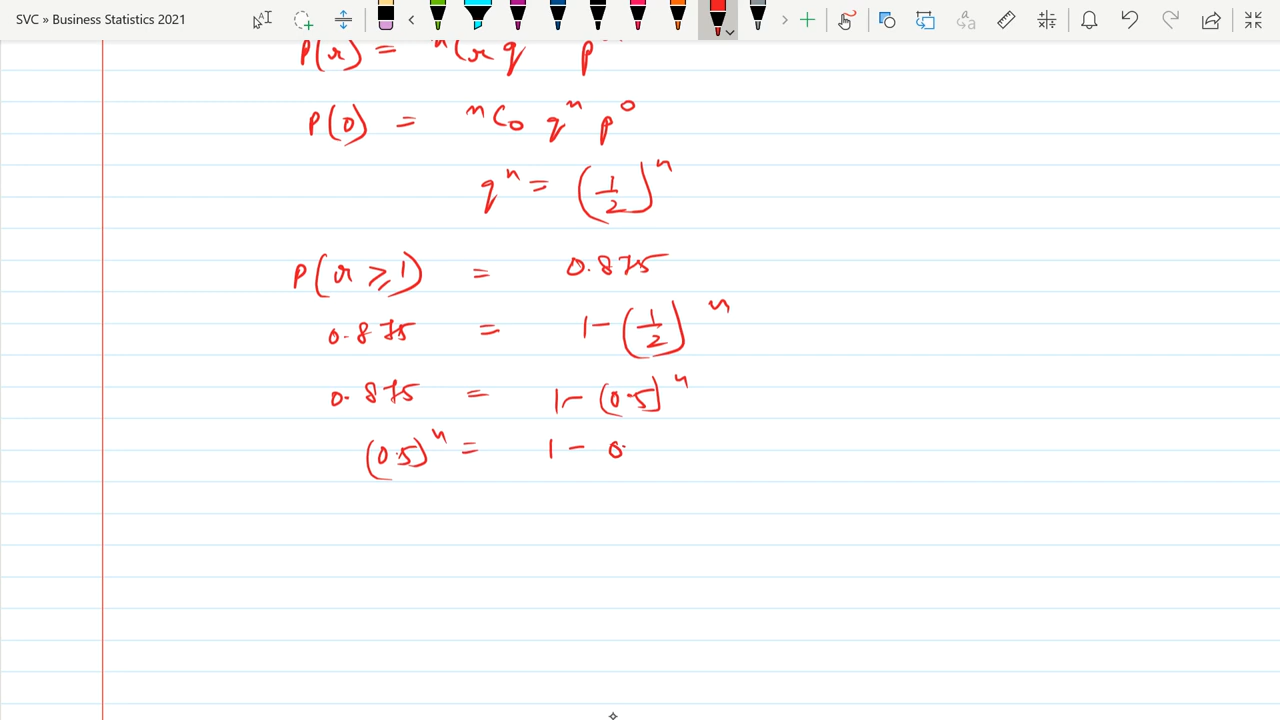 SVC » Business Statistics 2021
P(r) = ⁿCr q p
P(0) = ⁿC₀ qⁿ p⁰
qⁿ = (1/2)ⁿ
P(r ≥ 1) = 0.875
0.875 = 1 - (1/2)ⁿ
0.875 = 1 - (0.5)ⁿ
(0.5)ⁿ = 1 - 0.